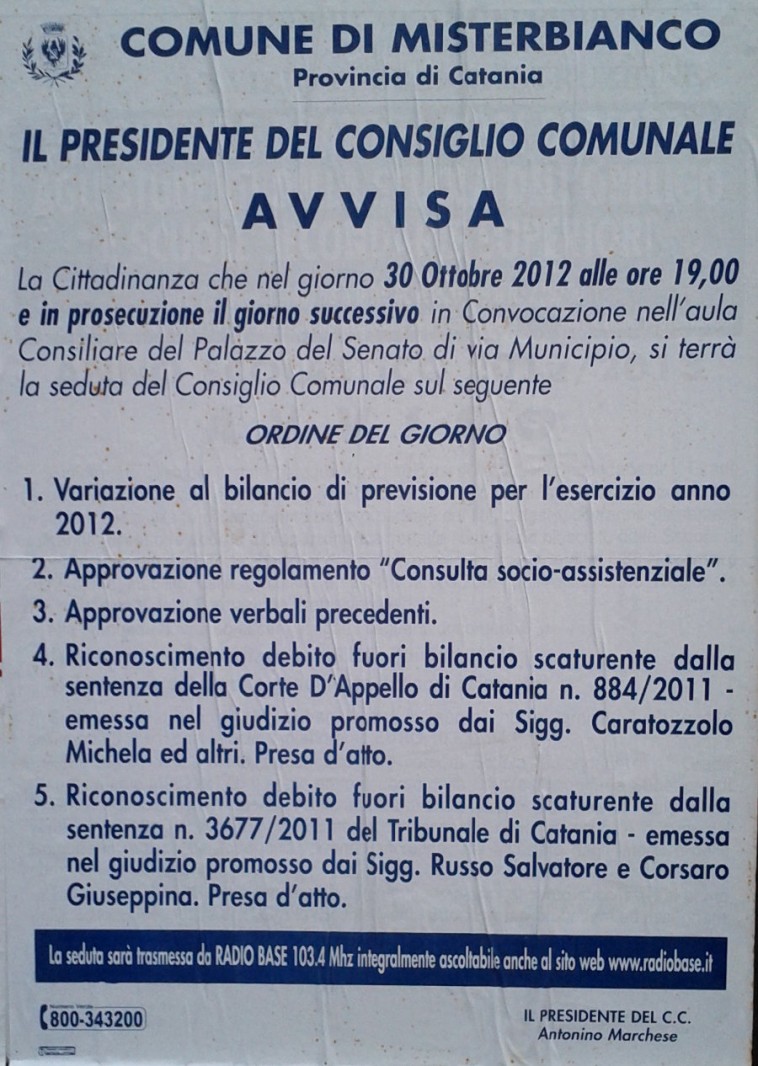 COMUNE DI MISTERBIANCO
Provincia di Catania
IL PRESIDENTE DEL CONSIGLIO COMUNALE
AVVISA
La Cittadinanza che nel giorno 30 Ottobre 2012 alle ore 19,00
e in prosecuzione il giorno successivo in Convocazione nell'aula
Consiliare del Palazzo del Senato di via Municipio, si terrà
la seduta del Consiglio Comunale sul seguente
ORDINE DEL GIORNO
1. Variazione al bilancio di previsione per l'esercizio anno
2012.
2. Approvazione regolamento "Consulta socio-assistenziale".
3. Approvazione verbali precedenti.
4. Riconoscimento debito fuori bilancio scaturente dalla
sentenza della Corte D'Appello di Catania n. 884/2011 -
emessa nel giudizio promosso dai Sigg. Caratozzolo
Michela ed altri. Presa d'atto.
5. Riconoscimento debito fuori bilancio scaturente dalla
sentenza n. 3677/2011 del Tribunale di Catania - emessa
nel giudizio promosso dai Sigg. Russo Salvatore e Corsaro
Giuseppina. Presa d'atto.
La seduta sarà trasmessa da RADIO BASE 103.4 Mhz integralmente ascoltabile anche al sito web www.radiobase.it
Numero Verde
800-343200
IL PRESIDENTE DEL C.C.
Antonino Marchese